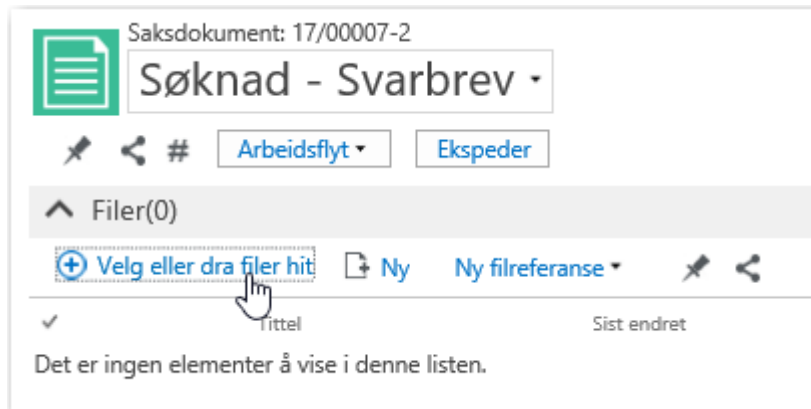 Saksdokument: 17/00007-2
Søknad - Svarbrev
# Arbeidsflyt Ekspeder
Filer(0)
Velg eller dra filer hit Ny Ny filreferanse
Tittel Sist endret
Det er ingen elementer å vise i denne listen.